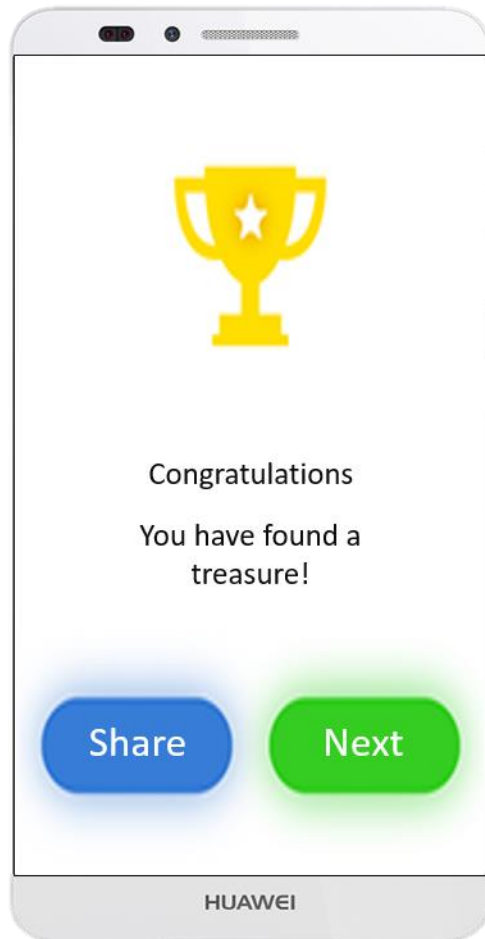 Congratulations
You have found a
treasure!
Share
Next
HUAWEI